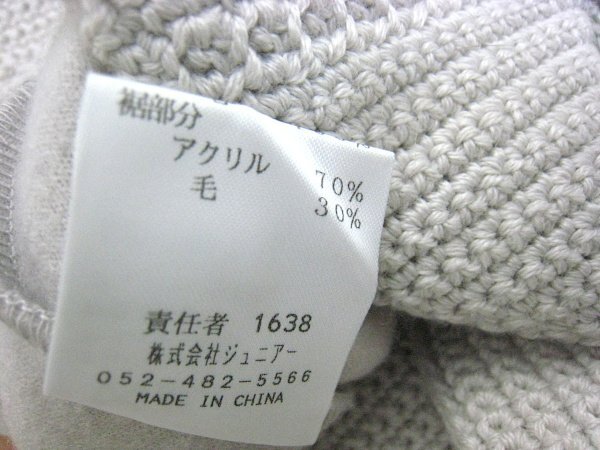 裾部分
アクリル 70%
毛 30%
責任者 1638
株式会社ジュニアー
052-482-5566
MADE IN CHINA